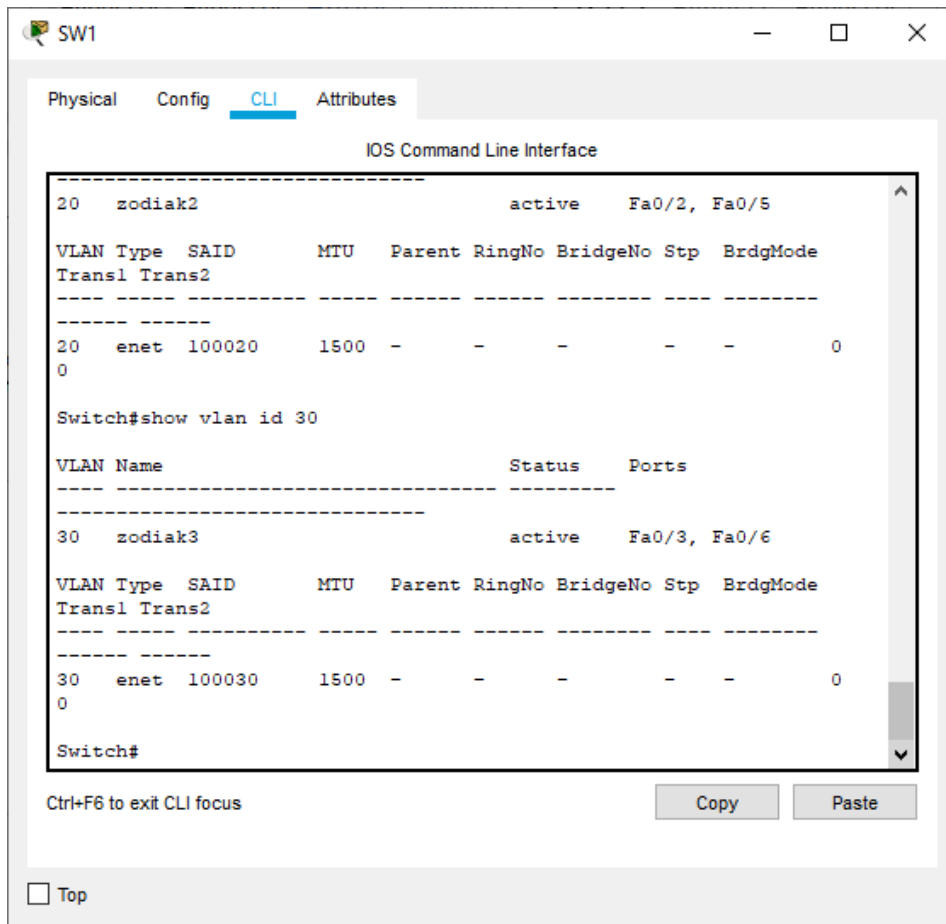 SW1
Physical Config CLI Attributes
IOS Command Line Interface
--------------------------------
20   zodiak2                          active    Fa0/2, Fa0/5
VLAN Type  SAID       MTU   Parent RingNo BridgeNo Stp  BrdgMode
Trans1 Trans2
---- ----- ---------- ----- ------ ------ -------- ---- --------
------ ------
20   enet  100020     1500  -      -      -        -    -        0
0
Switch#show vlan id 30
VLAN Name                             Status    Ports
---- -------------------------------- ---------
-------------------------------
30   zodiak3                          active    Fa0/3, Fa0/6
VLAN Type  SAID       MTU   Parent RingNo BridgeNo Stp  BrdgMode
Trans1 Trans2
---- ----- ---------- ----- ------ ------ -------- ---- --------
------ ------
30   enet  100030     1500  -      -      -        -    -        0
0
Switch#
Ctrl+F6 to exit CLI focus
Copy Paste
Top